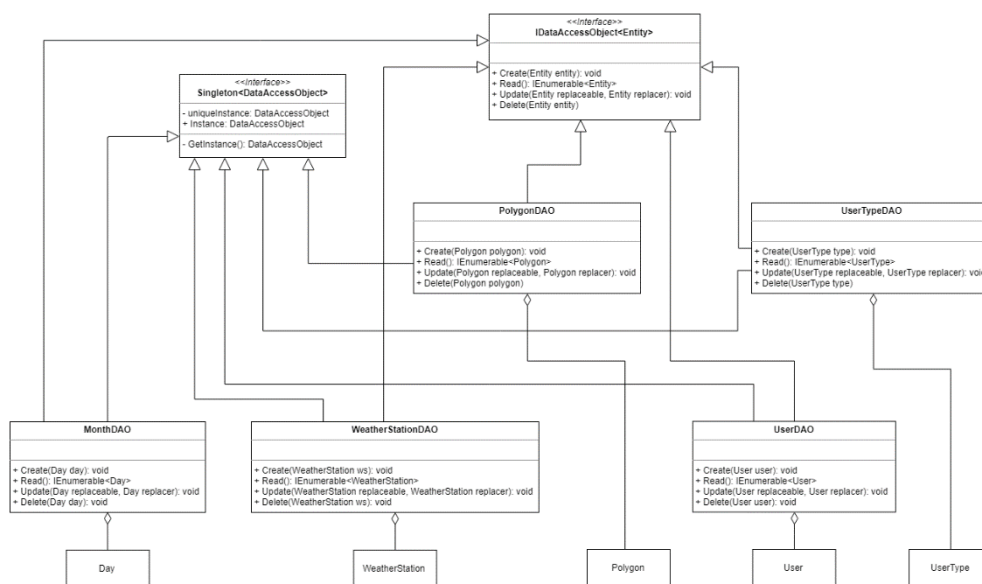 <<interface>>
IDataAccessObject<Entity>
+ Create(Entity entity): void
+ Read(): IEnumerable<Entity>
+ Update(Entity replaceable, Entity replacer): void
+ Delete(Entity entity)
<<interface>>
Singleton<DataAccessObject>
- uniqueInstance: DataAccessObject
+ Instance: DataAccessObject
- GetInstance(): DataAccessObject
PolygonDAO
+ Create(Polygon polygon): void
+ Read(): IEnumerable<Polygon>
+ Update(Polygon replaceable, Polygon replacer): void
+ Delete(Polygon polygon)
UserTypeDAO
+ Create(UserType type): void
+ Read(): IEnumerable<UserType>
+ Update(UserType replaceable, UserType replacer): void
+ Delete(UserType type)
MonthDAO
+ Create(Day day): void
+ Read(): IEnumerable<Day>
+ Update(Day replaceable, Day replacer): void
+ Delete(Day day): void
WeatherStationDAO
+ Create(WeatherStation ws): void
+ Read(): IEnumerable<WeatherStation>
+ Update(WeatherStation replaceable, WeatherStation replacer): void
+ Delete(WeatherStation ws): void
UserDAO
+ Create(User user): void
+ Read(): IEnumerable<User>
+ Update(User replaceable, User replacer): void
+ Delete(User user): void
Day
WeatherStation
Polygon
User
UserType